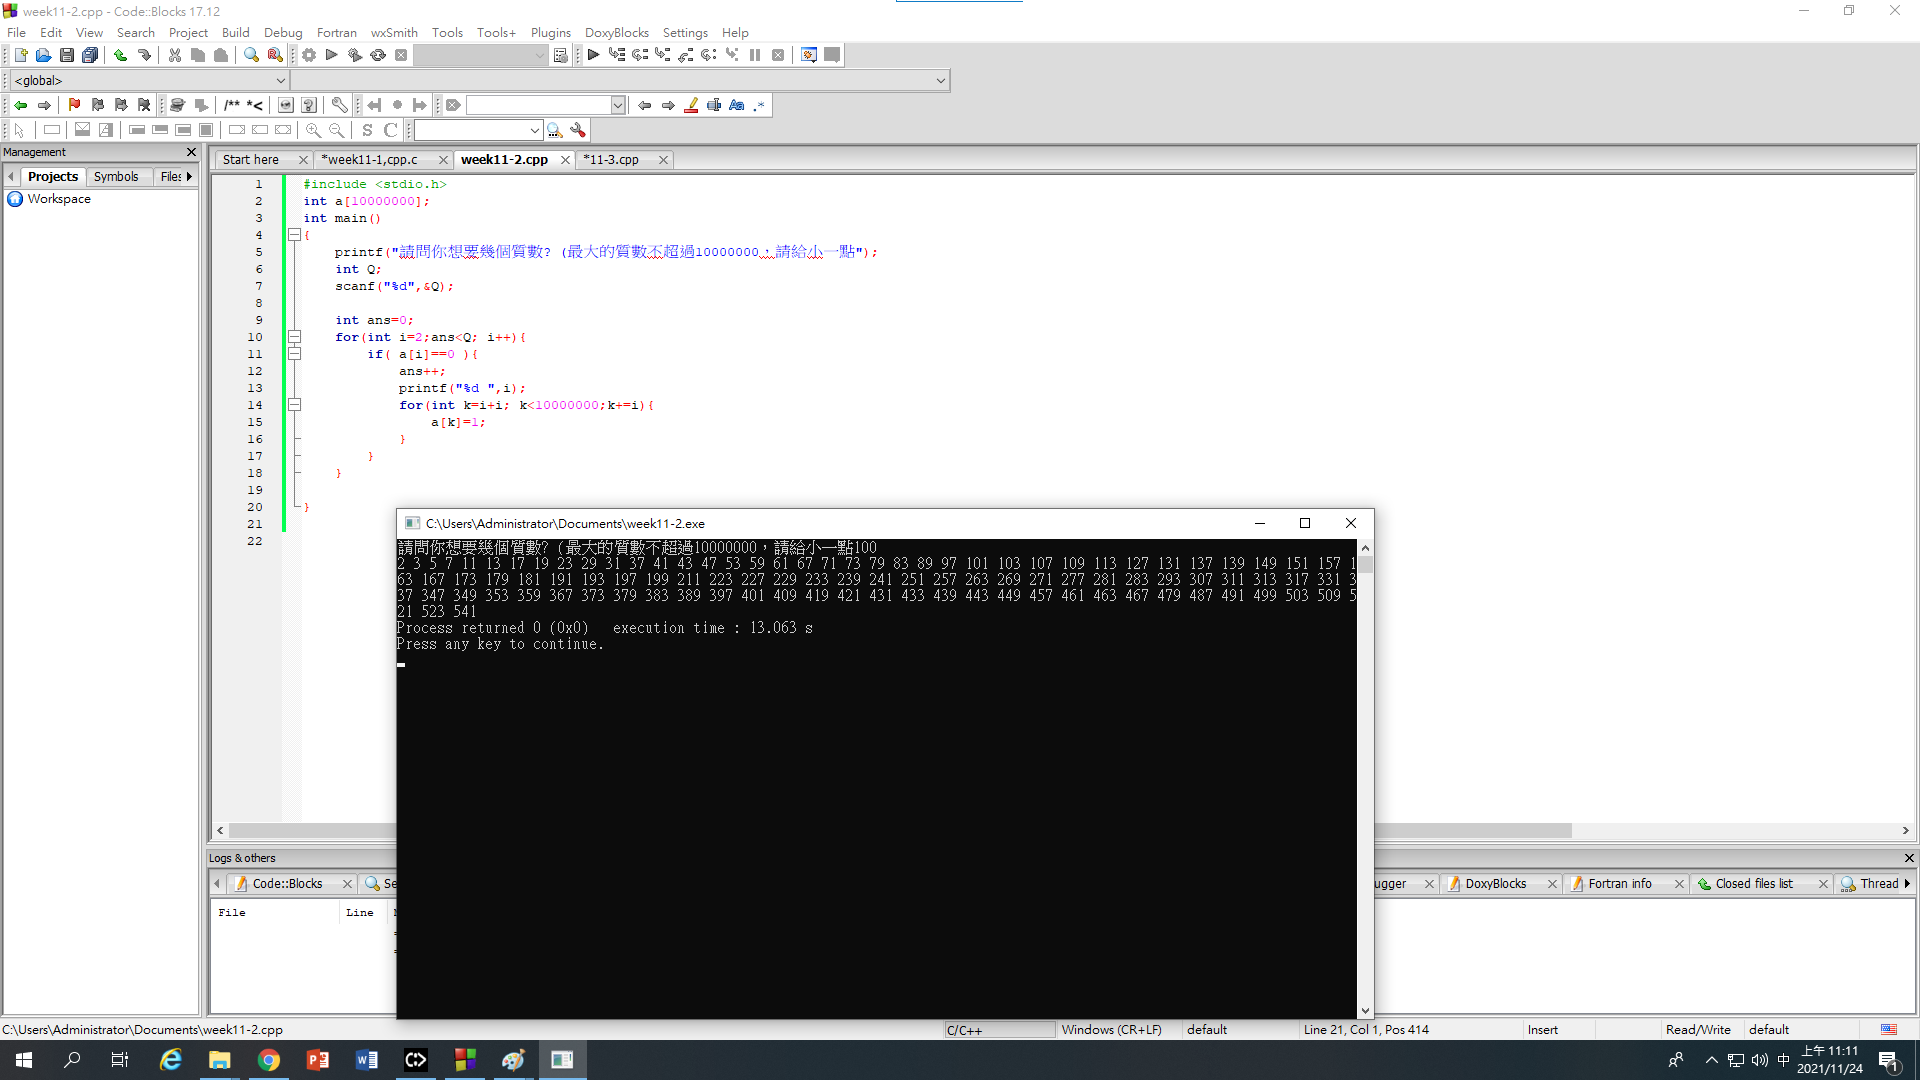 week11-2.cpp - Code::Blocks 17.12
File Edit View Search Project Build Debug Fortran wxSmith Tools Tools+ Plugins DoxyBlocks Settings Help
<global>
/** *<
S C
Management
Start here *week11-1,cpp.c week11-2.cpp *11-3.cpp
Projects Symbols Files
Workspace
1 #include <stdio.h>
2 int a[10000000];
3 int main()
4 {
5 printf("請問你想要幾個質數? (最大的質數不超過10000000，請給小一點");
6 int Q;
7 scanf("%d",&Q);
8
9 int ans=0;
10 for(int i=2;ans<Q; i++){
11 if( a[i]==0 ){
12 ans++;
13 printf("%d ",i);
14 for(int k=i+i; k<10000000;k+=i){
15 a[k]=1;
16 }
17 }
18 }
19
20 }
21
22
C:\Users\Administrator\Documents\week11-2.exe
請問你想要幾個質數? (最大的質數不超過10000000，請給小一點100
2 3 5 7 11 13 17 19 23 29 31 37 41 43 47 53 59 61 67 71 73 79 83 89 97 101 103 107 109 113 127 131 137 139 149 151 157 1
63 167 173 179 181 191 193 197 199 211 223 227 229 233 239 241 251 257 263 269 271 277 281 283 293 307 311 313 317 331 3
37 347 349 353 359 367 373 379 383 389 397 401 409 419 421 431 433 439 443 449 457 461 463 467 479 487 491 499 503 509 5
21 523 541
Process returned 0 (0x0)   execution time : 13.063 s
Press any key to continue.
Logs & others
Code::Blocks Se ugger DoxyBlocks Fortran info Closed files list Thread
File Line
C:\Users\Administrator\Documents\week11-2.cpp C/C++ Windows (CR+LF) default Line 21, Col 1, Pos 414 Insert Read/Write default
中 上午 11:11
2021/11/24
1